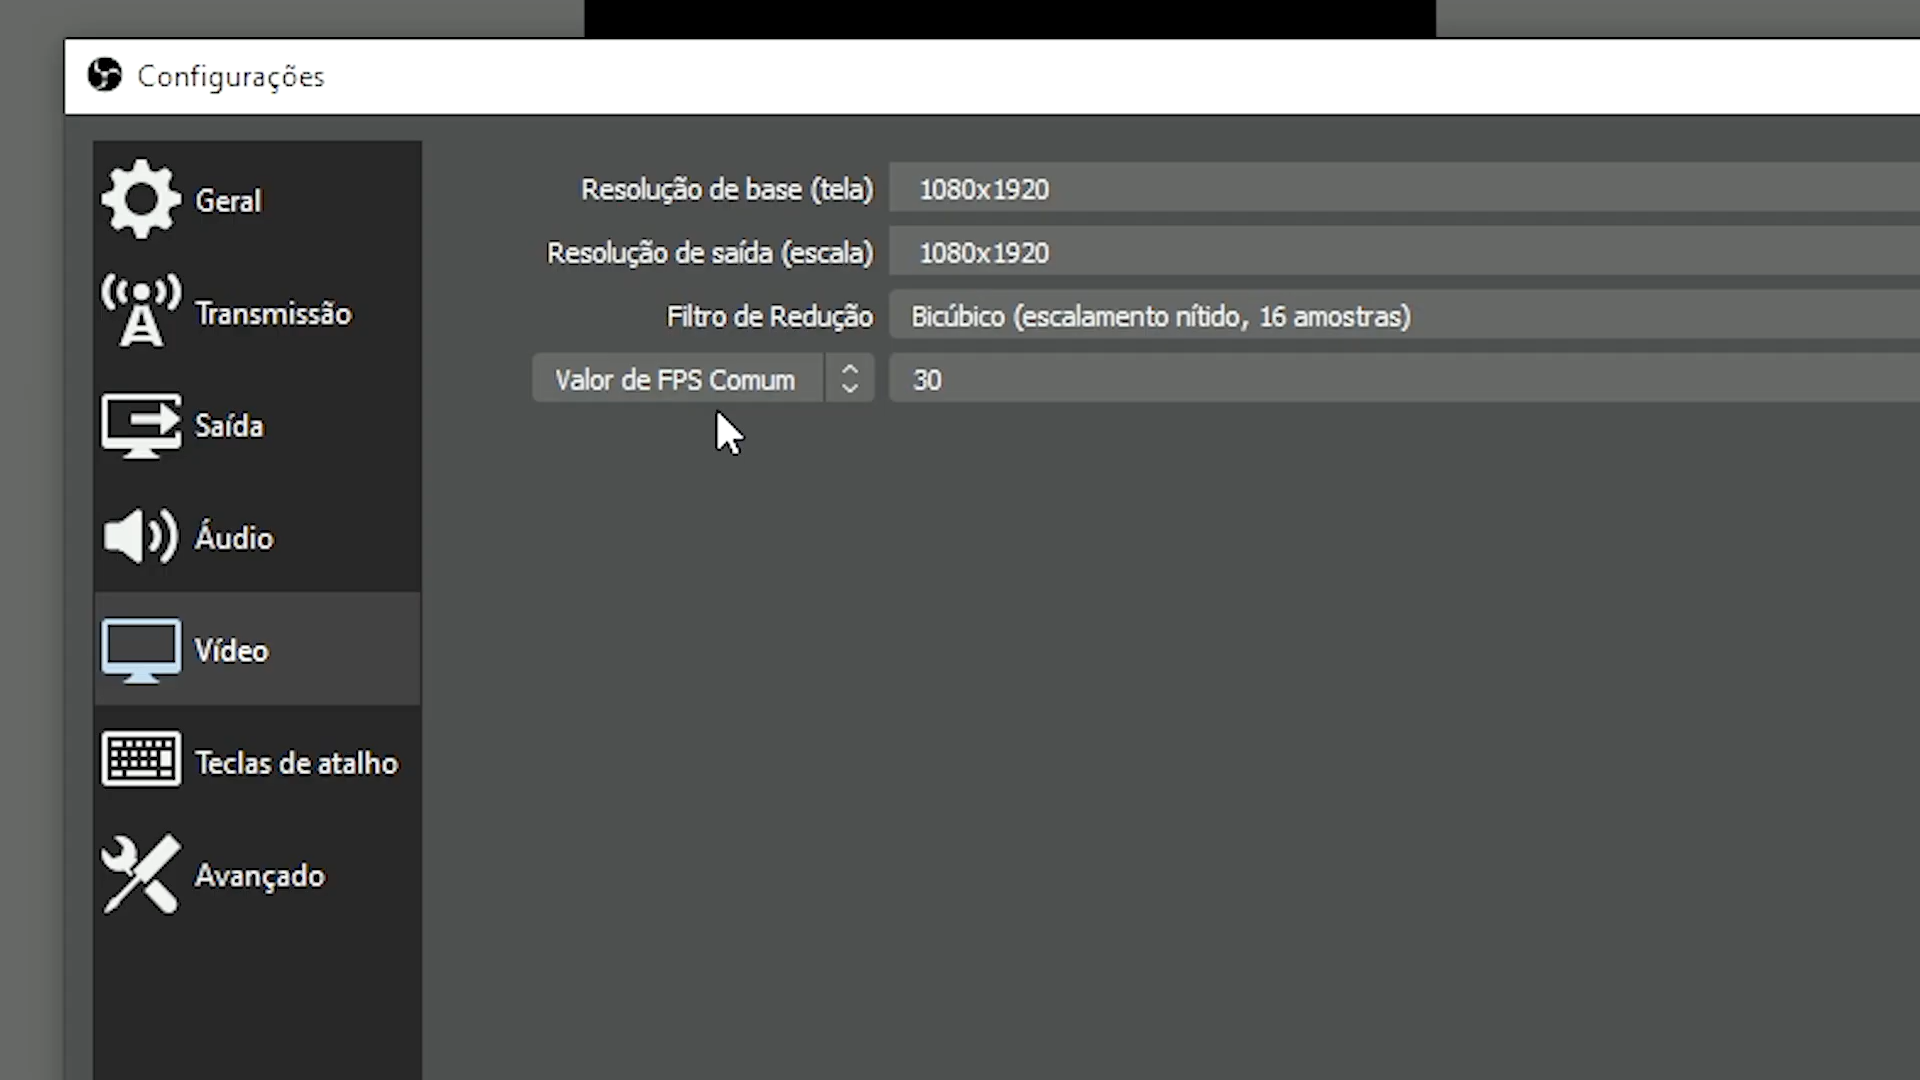 Configurações
Geral
Transmissão
Saída
Áudio
Vídeo
Teclas de atalho
Avançado
Resolução de base (tela) 1080x1920
Resolução de saída (escala) 1080x1920
Filtro de Redução Bicúbico (escalamento nítido, 16 amostras)
Valor de FPS Comum 30